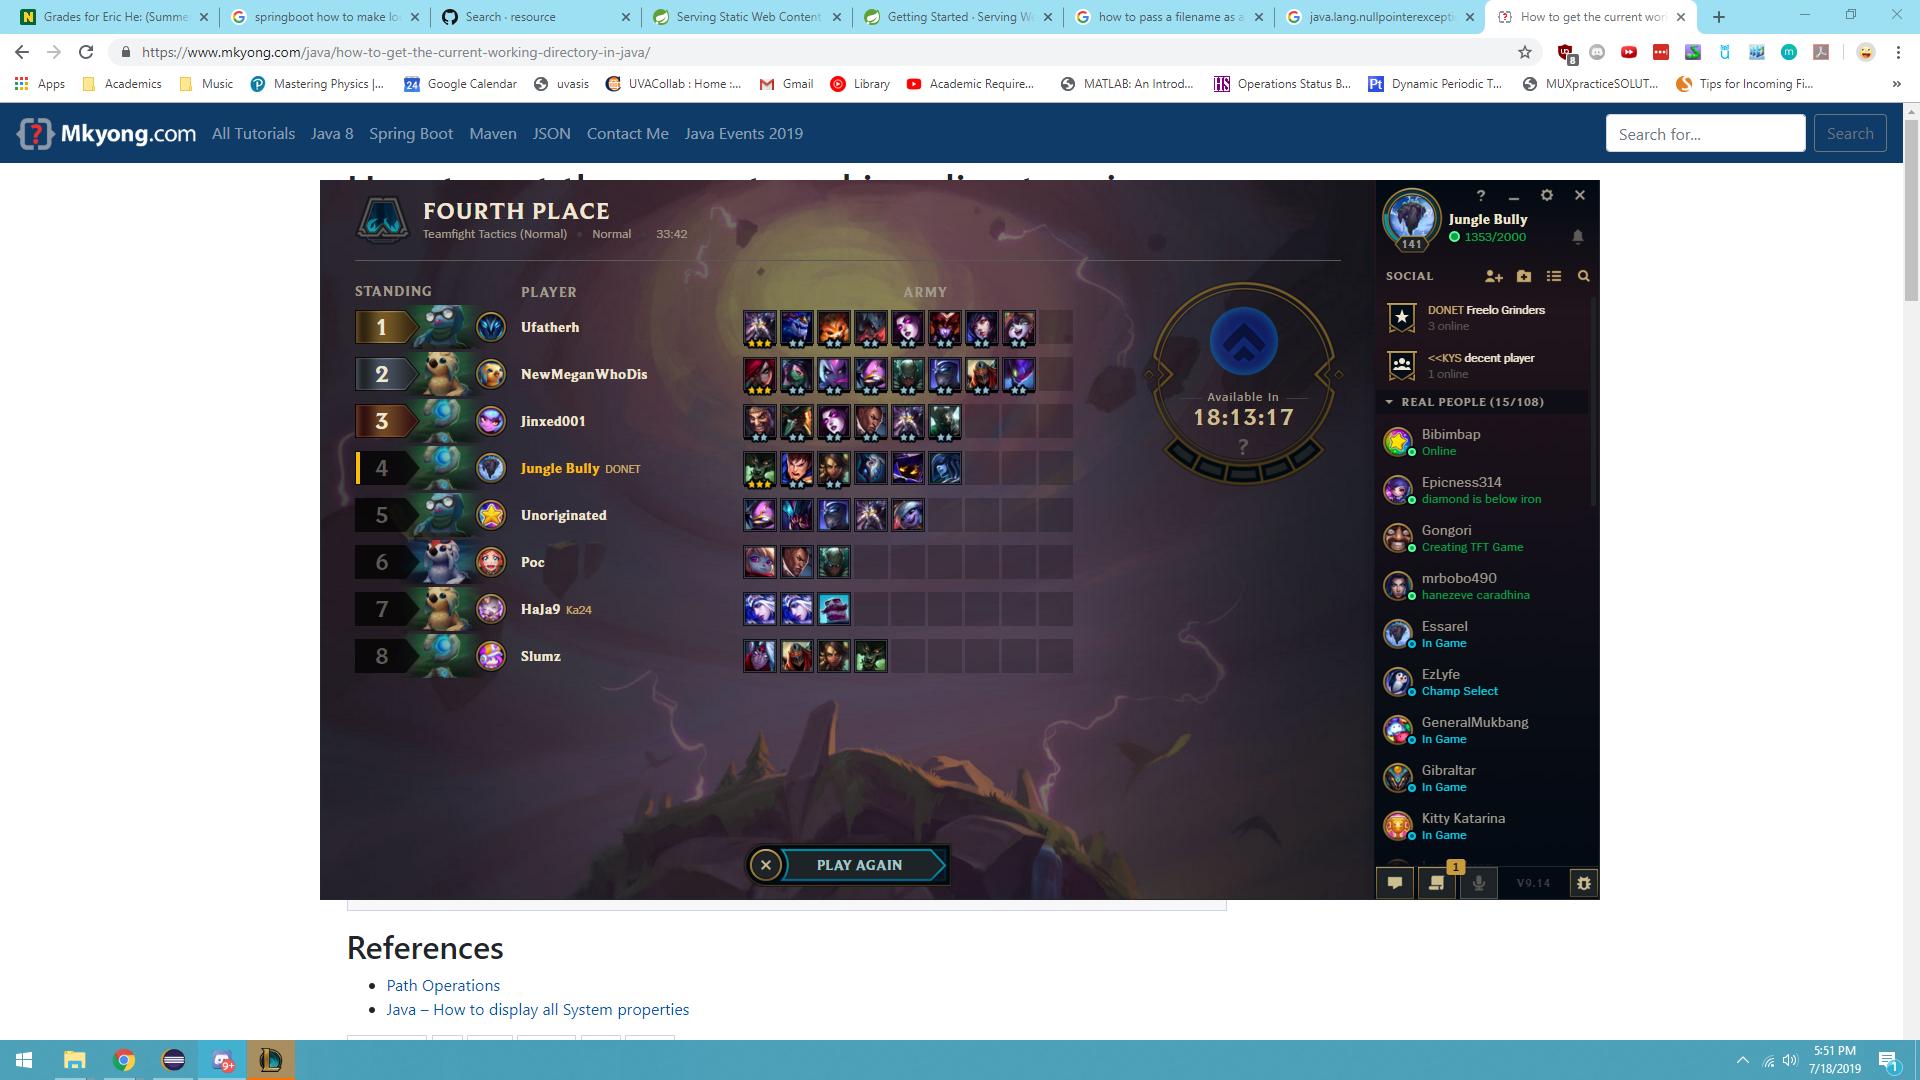 Grades for Eric He: (Summe
springboot how to make lo
Search · resource
Serving Static Web Content
Getting Started · Serving W
how to pass a filename as a
java.lang.nullpointerexcepti
How to get the current wor
https://www.mkyong.com/java/how-to-get-the-current-working-directory-in-java/
8
Apps
Academics
Music
Mastering Physics |...
24
Google Calendar
uvasis
UVACollab : Home :...
Gmail
Library
Academic Require...
MATLAB: An Introd...
HS
Operations Status B...
Pt
Dynamic Periodic T...
MUXpracticeSOLUT...
Tips for Incoming Fi...
Mkyong.com
All Tutorials
Java 8
Spring Boot
Maven
JSON
Contact Me
Java Events 2019
Search for...
Search
FOURTH PLACE
Teamfight Tactics (Normal) • Normal • 33:42
STANDING
PLAYER
ARMY
1
Ufatherh
2
NewMeganWhoDis
3
Jinxed001
4
Jungle Bully DONET
5
Unoriginated
6
Poc
7
HaJa9 Ka24
8
Slumz
Available In
18:13:17
?
PLAY AGAIN
?
Jungle Bully
1353/2000
141
SOCIAL
DONET Freelo Grinders
3 online
<<KYS decent player
1 online
REAL PEOPLE (15/108)
Bibimbap
Online
Epicness314
diamond is below iron
Gongori
Creating TFT Game
mrbobo490
hanezeve caradhina
Essarel
In Game
EzLyfe
Champ Select
GeneralMukbang
In Game
Gibraltar
In Game
Kitty Katarina
In Game
1
V9.14
References
Path Operations
Java – How to display all System properties
9+
5:51 PM
7/18/2019
1